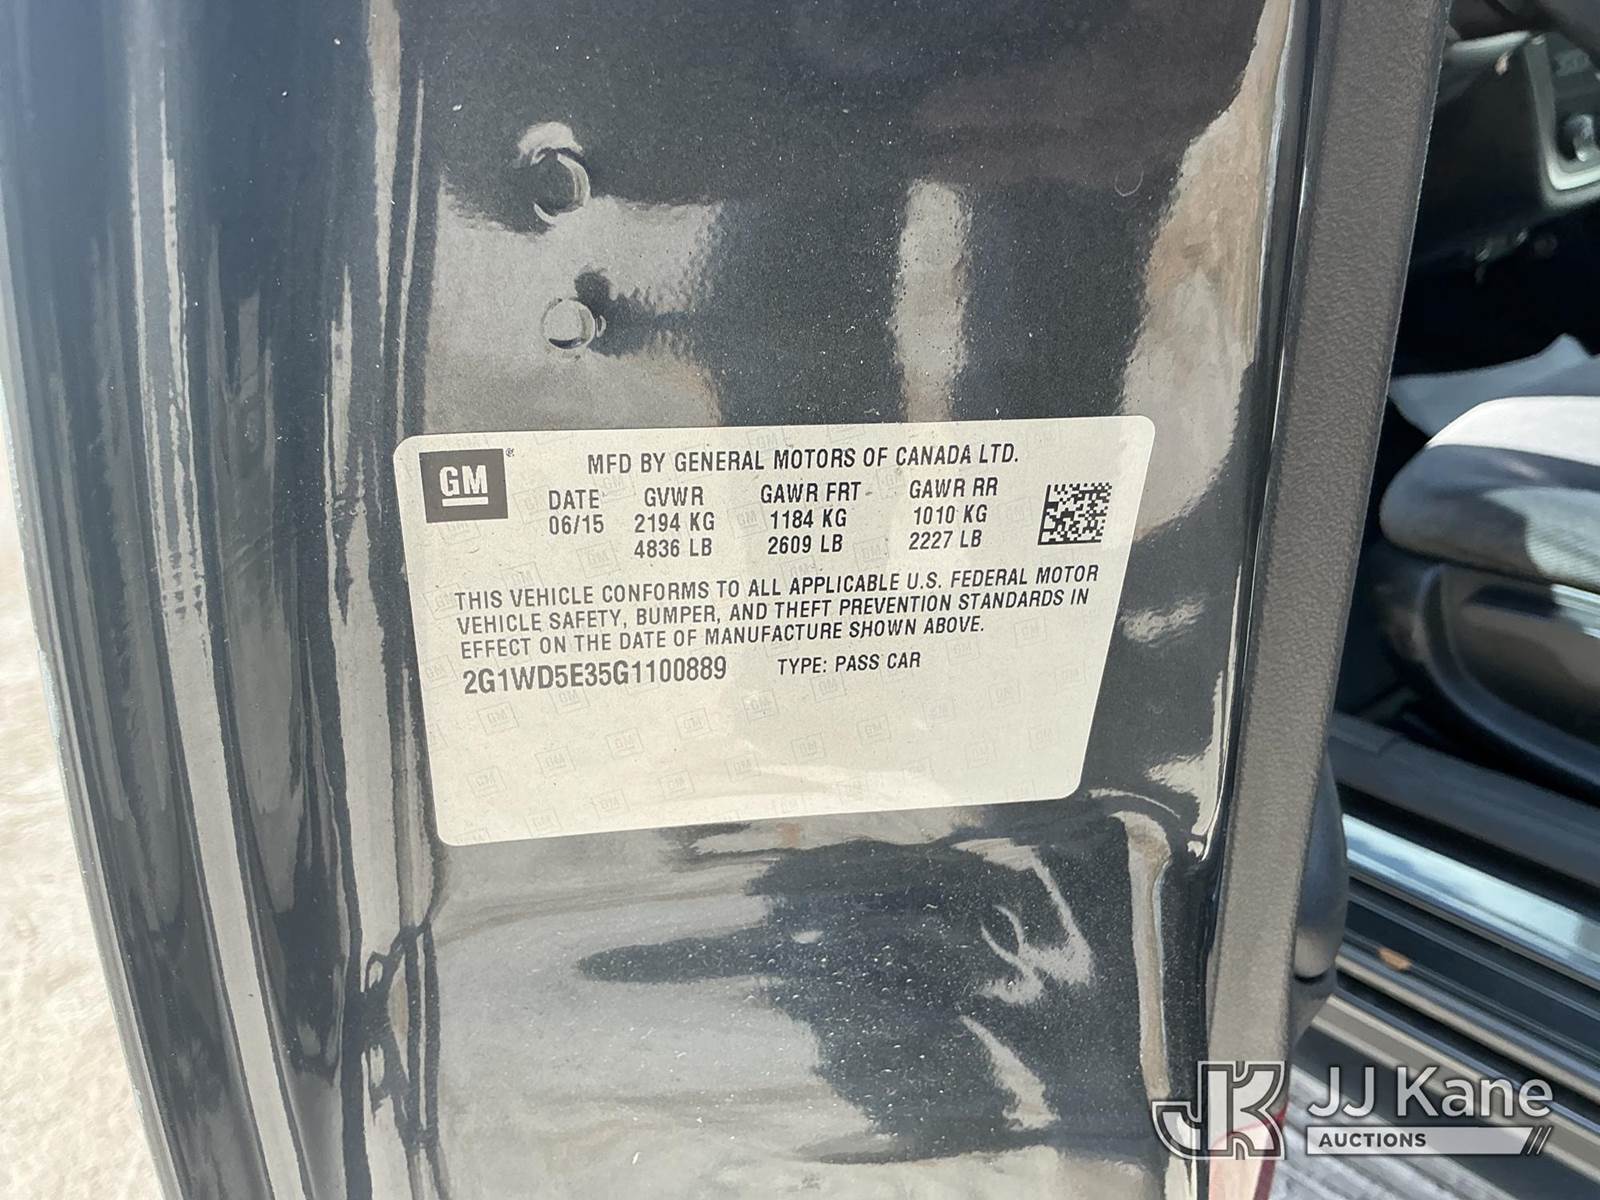 GM
MFD BY GENERAL MOTORS OF CANADA LTD.
DATE GVWR GAWR FRT GAWR RR
06/15 2194 KG 1184 KG 1010 KG
4836 LB 2609 LB 2227 LB
THIS VEHICLE CONFORMS TO ALL APPLICABLE U.S. FEDERAL MOTOR
VEHICLE SAFETY, BUMPER, AND THEFT PREVENTION STANDARDS IN
EFFECT ON THE DATE OF MANUFACTURE SHOWN ABOVE.
2G1WD5E35G1100889 TYPE: PASS CAR
JK JJ Kane
AUCTIONS